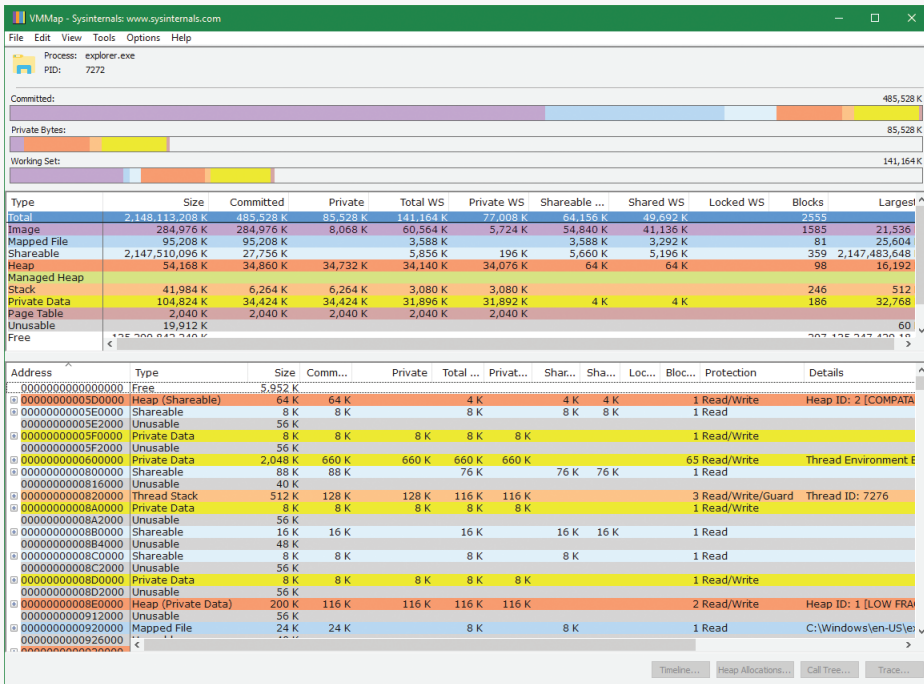 VMMap - Sysinternals: www.sysinternals.com
File Edit View Tools Options Help
Process: explorer.exe
PID: 7272
Committed: 485,528 K
Private Bytes: 85,528 K
Working Set: 141,164 K
Type Size Committed Private Total WS Private WS Shareable ... Shared WS Locked WS Blocks Largest
Total 2,148,113,208 K 485,528 K 85,528 K 141,164 K 77,008 K 64,156 K 49,692 K 2555
Image 284,976 K 284,976 K 8,068 K 60,564 K 5,724 K 54,840 K 41,136 K 1585 21,536
Mapped File 95,208 K 95,208 K 3,588 K 3,588 K 3,292 K 81 25,604
Shareable 2,147,510,096 K 27,756 K 5,856 K 196 K 5,660 K 5,196 K 359 2,147,483,648
Heap 54,168 K 34,860 K 34,732 K 34,140 K 34,076 K 64 K 64 K 98 16,192
Managed Heap
Stack 41,984 K 6,264 K 6,264 K 3,080 K 3,080 K 246 512
Private Data 104,824 K 34,424 K 34,424 K 31,896 K 31,892 K 4 K 4 K 186 32,768
Page Table 2,040 K 2,040 K 2,040 K 2,040 K 2,040 K
Unusable 19,912 K 60
Free
Address Type Size Comm... Private Total ... Privat... Shar... Sha... Loc... Bloc... Protection Details
0000000000000000 Free 5,952 K
00000000005D0000 Heap (Shareable) 64 K 64 K 4 K 4 K 4 K 1 Read/Write Heap ID: 2 [COMPATA
00000000005E0000 Shareable 8 K 8 K 8 K 8 K 8 K 1 Read
00000000005E2000 Unusable 56 K
00000000005F0000 Private Data 8 K 8 K 8 K 8 K 8 K 1 Read/Write
00000000005F2000 Unusable 56 K
0000000000600000 Private Data 2,048 K 660 K 660 K 660 K 660 K 65 Read/Write Thread Environment B
0000000000800000 Shareable 88 K 88 K 76 K 76 K 76 K 1 Read
0000000000816000 Unusable 40 K
0000000000820000 Thread Stack 512 K 128 K 128 K 116 K 116 K 3 Read/Write/Guard Thread ID: 7276
00000000008A0000 Private Data 8 K 8 K 8 K 8 K 8 K 1 Read/Write
00000000008A2000 Unusable 56 K
00000000008B0000 Shareable 16 K 16 K 16 K 16 K 16 K 1 Read
00000000008B4000 Unusable 48 K
00000000008C0000 Shareable 8 K 8 K 8 K 8 K 1 Read
00000000008C2000 Unusable 56 K
00000000008D0000 Private Data 8 K 8 K 8 K 8 K 8 K 1 Read/Write
00000000008D2000 Unusable 56 K
00000000008E0000 Heap (Private Data) 200 K 116 K 116 K 116 K 116 K 2 Read/Write Heap ID: 1 [LOW FRA
0000000000912000 Unusable 56 K
0000000000920000 Mapped File 24 K 24 K 8 K 8 K 1 Read C:\Windows\en-US\ex
0000000000926000
Timeline... Heap Allocations... Call Tree... Trace...